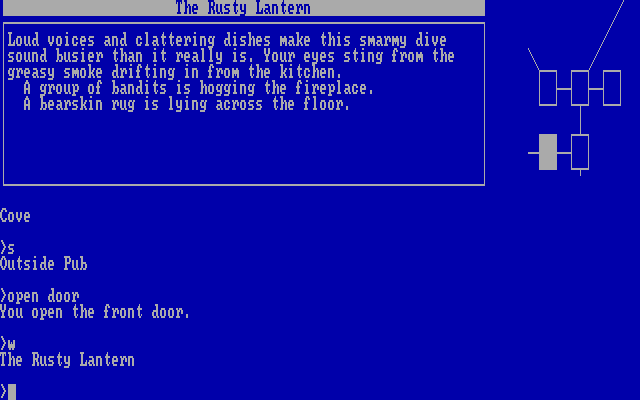 The Rusty Lantern
Loud voices and clattering dishes make this smarmy dive
sound busier than it really is. Your eyes sting from the
greasy smoke drifting in from the kitchen.
A group of bandits is hogging the fireplace.
A bearskin rug is lying across the floor.
Cove
>s
Outside Pub
>open door
You open the front door.
>w
The Rusty Lantern
>